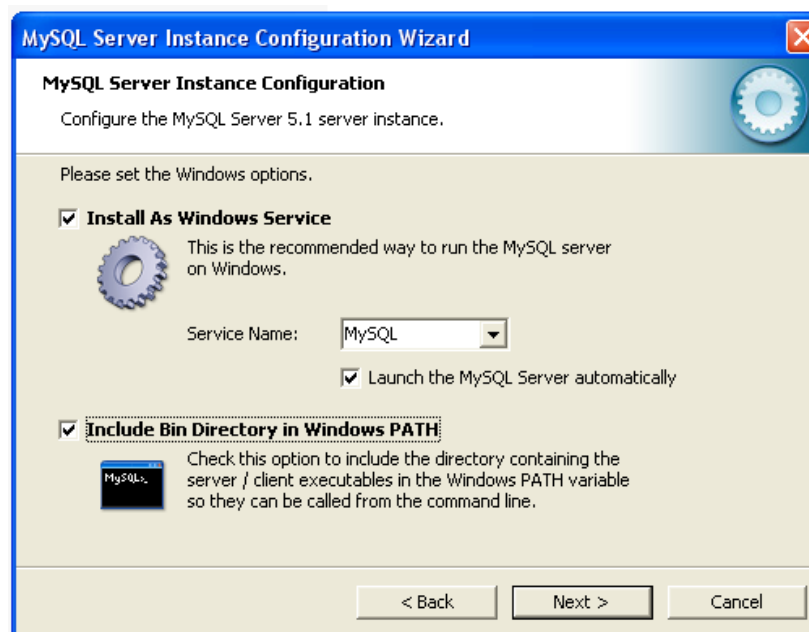 MySQL Server Instance Configuration Wizard
MySQL Server Instance Configuration
Configure the MySQL Server 5.1 server instance.
Please set the Windows options.
Install As Windows Service
This is the recommended way to run the MySQL server
on Windows.
Service Name:
MySQL
Launch the MySQL Server automatically
Include Bin Directory in Windows PATH
MySQL>_
Check this option to include the directory containing the
server / client executables in the Windows PATH variable
so they can be called from the command line.
< Back
Next >
Cancel